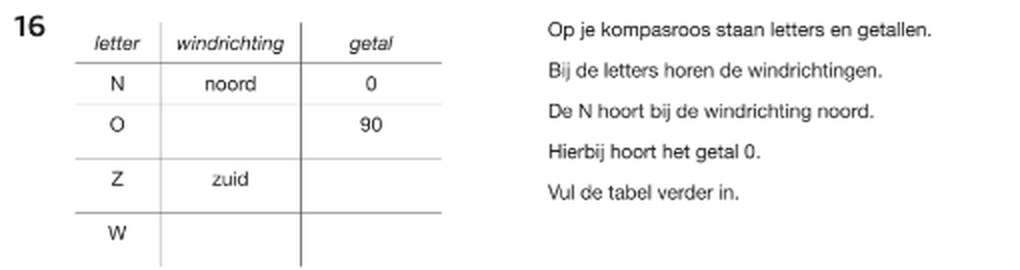 16
letter windrichting getal
N noord 0
O 90
Z zuid
W
Op je kompasroos staan letters en getallen.
Bij de letters horen de windrichtingen.
De N hoort bij de windrichting noord.
Hierbij hoort het getal 0.
Vul de tabel verder in.